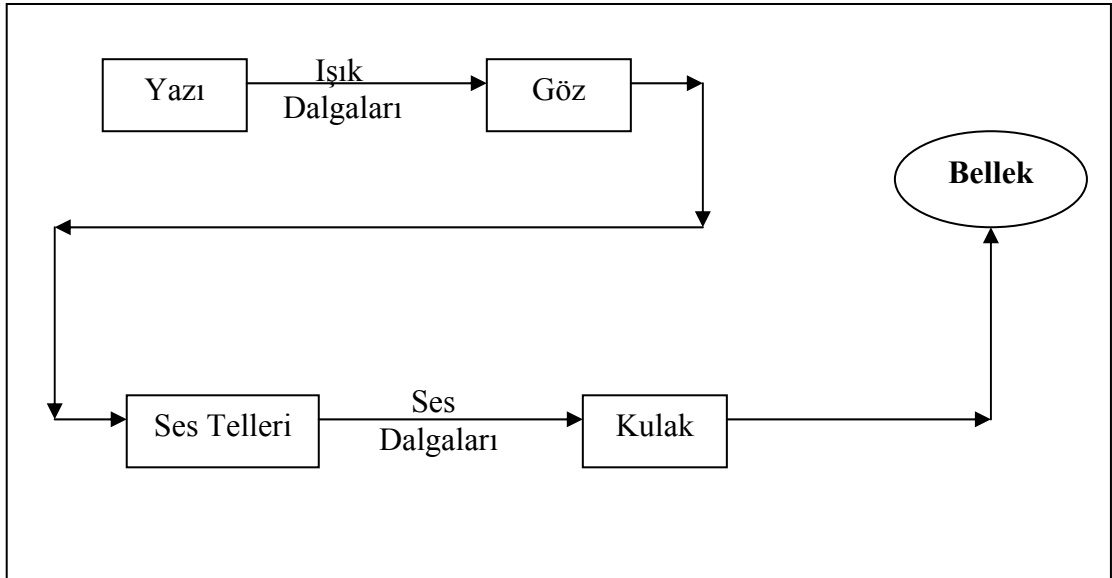 Yazı
Işık
Dalgaları
Göz
Bellek
Ses Telleri
Ses
Dalgaları
Kulak